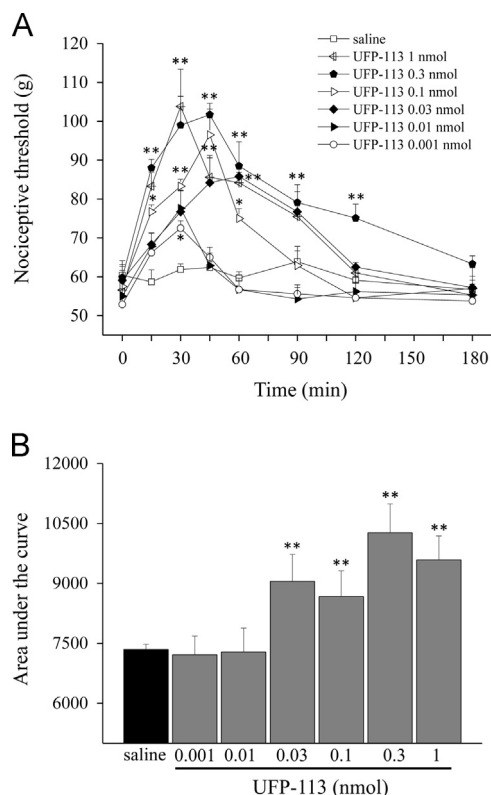 A
saline
UFP-113 1 nmol
UFP-113 0.3 nmol
UFP-113 0.1 nmol
UFP-113 0.03 nmol
UFP-113 0.01 nmol
UFP-113 0.001 nmol
Nociceptive threshold (g)
120
110
100
90
80
70
60
50
** ** ** ** ** ** ** ** ** * * *
0 30 60 90 120 180
Time (min)
B
Area under the curve
12000
10500
9000
7500
6000
** ** ** **
saline 0.001 0.01 0.03 0.1 0.3 1
UFP-113 (nmol)